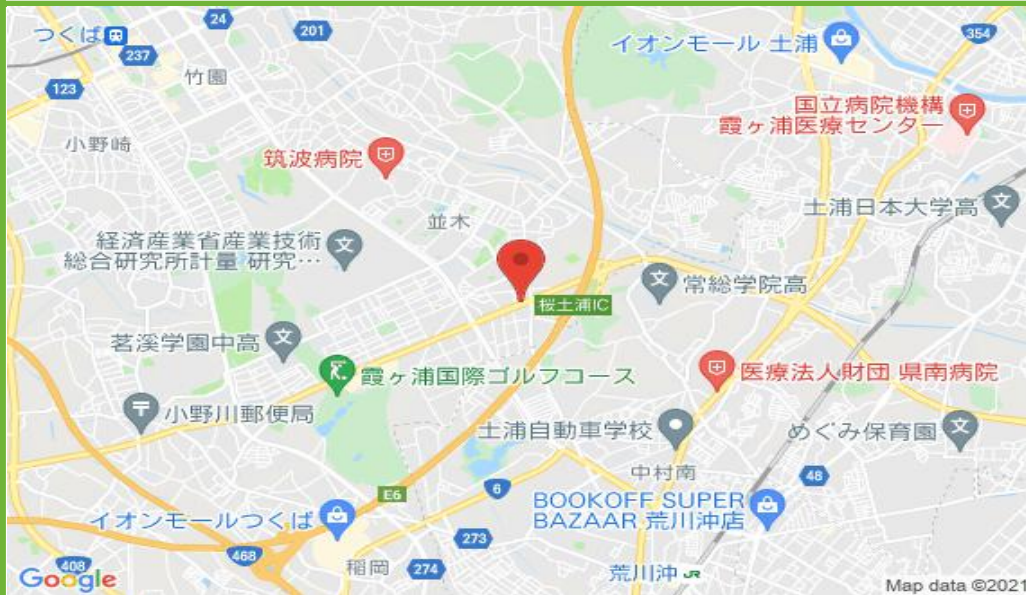 24
201
つくば
237
竹園
123
小野崎
イオンモール 土浦
354
国立病院機構
霞ヶ浦医療センター
筑波病院
並木
土浦日本大学高
経済産業省産業技術
総合研究所計量 研究…
常総学院高
桜土浦IC
茗溪学園中高
霞ヶ浦国際ゴルフコース
医療法人財団 県南病院
小野川郵便局
土浦自動車学校
めぐみ保育園
中村南
48
6
E6
BOOKOFF SUPER
BAZAAR 荒川沖店
イオンモールつくば
273
468
408
稲岡
274
荒川沖 JR
Google
Map data ©2021